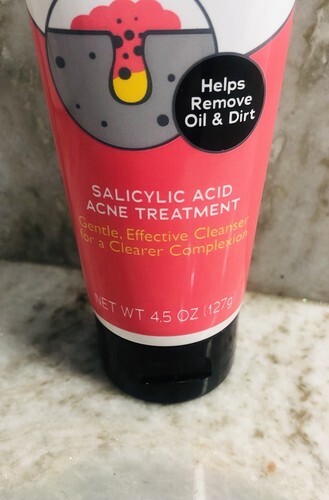 Helps
Remove
Oil & Dirt
SALICYLIC ACID
ACNE TREATMENT
Gentle, Effective Cleanser
for a Clearer Complexion
NET WT 4.5 OZ (127g